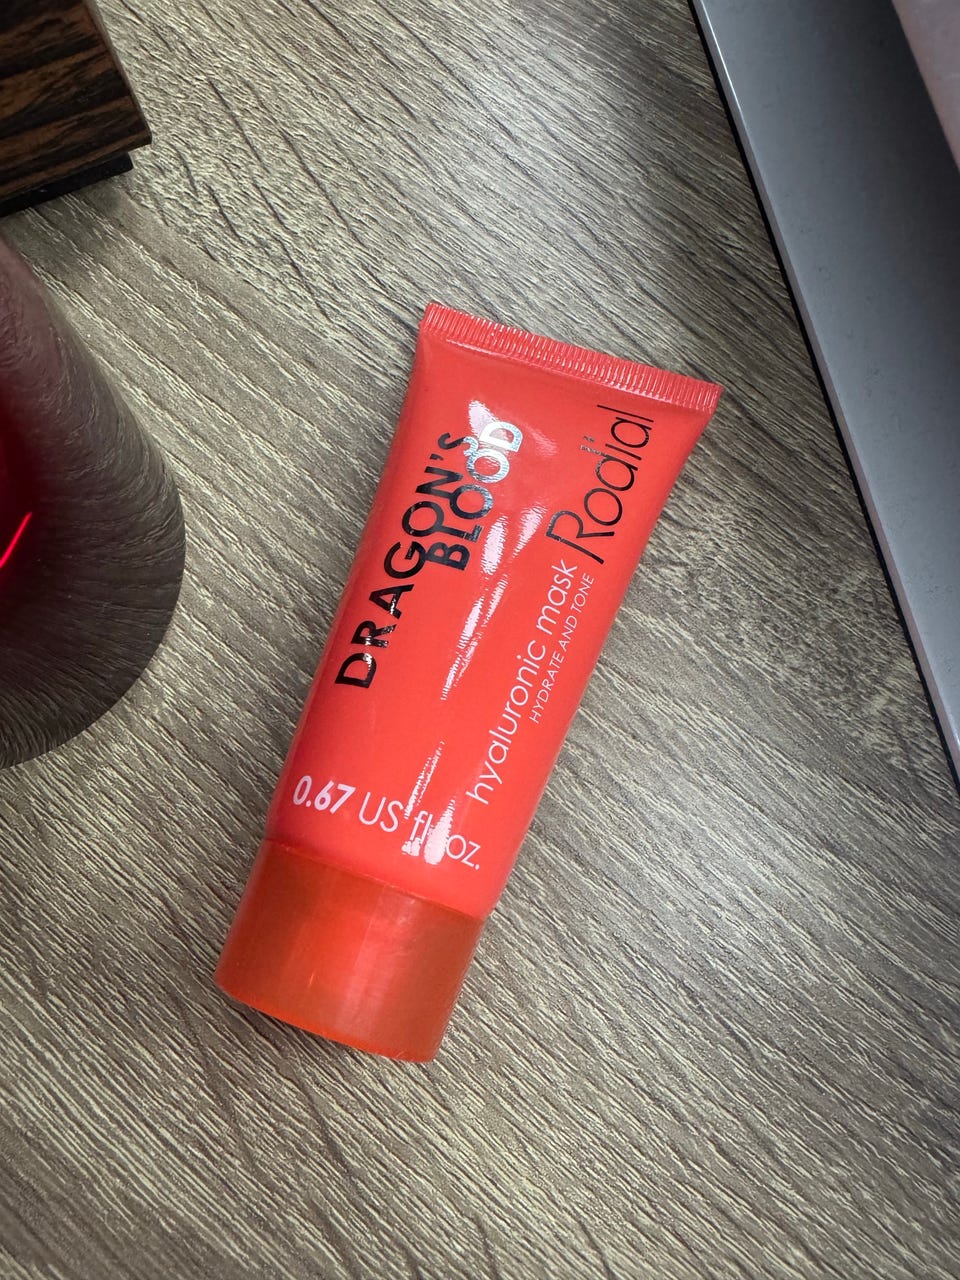 Rodial
DRAGON'S
BLOOD
hyaluronic mask
HYDRATE AND TONE
0.67 US fl. oz.